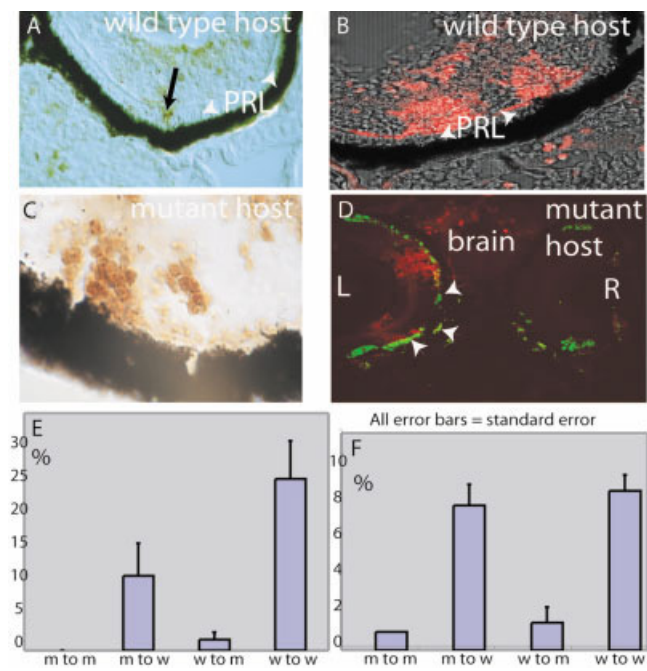 A wild type host
PRL
B wild type host
PRL
C mutant host
D mutant
host
brain
L
R
All error bars = standard error
E
%
30
25
20
15
10
5
0
m to m m to w w to m w to w
F
%
10
8
6
4
2
0
m to m m to w w to m w to w